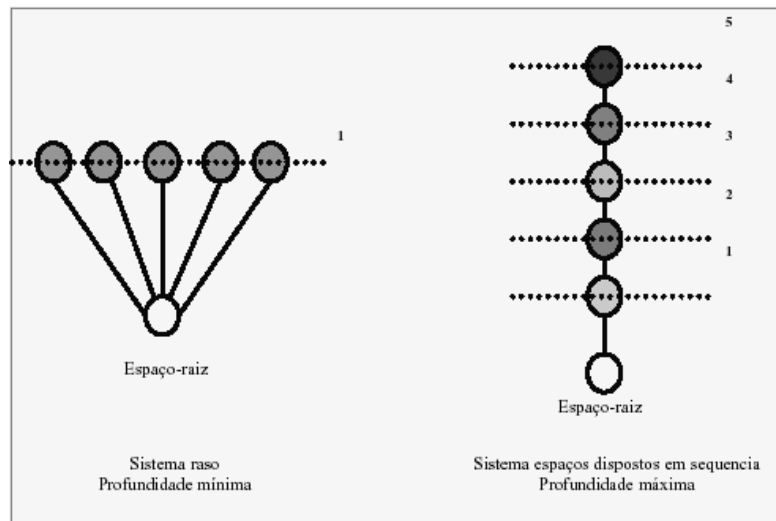 5
4
3
2
1
1
Espaço-raiz
Espaço-raiz
Sistema raso
Profundidade mínima
Sistema espaços dispostos em sequencia
Profundidade máxima